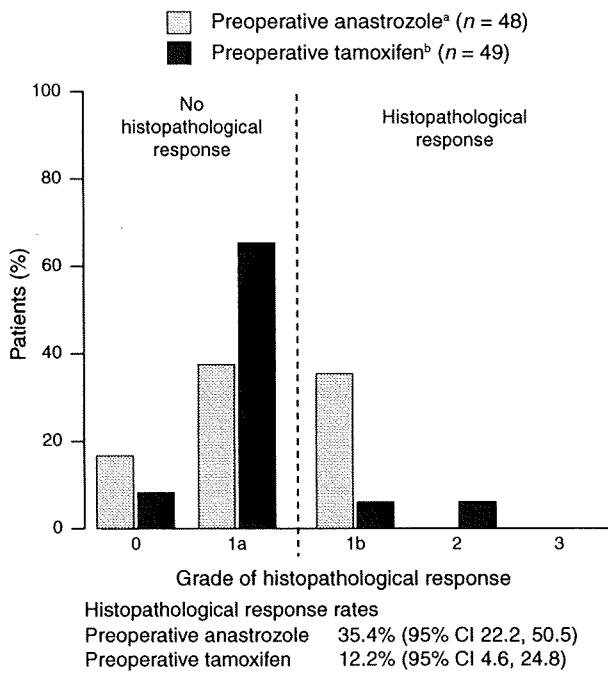 Preoperative anastrozoleᵃ (n = 48)
Preoperative tamoxifenᵇ (n = 49)
No
histopathological
response
Histopathological
response
Patients (%)
100
80
60
40
20
0
0 1a 1b 2 3
Grade of histopathological response
Histopathological response rates
Preoperative anastrozole 35.4% (95% CI 22.2, 50.5)
Preoperative tamoxifen 12.2% (95% CI 4.6, 24.8)